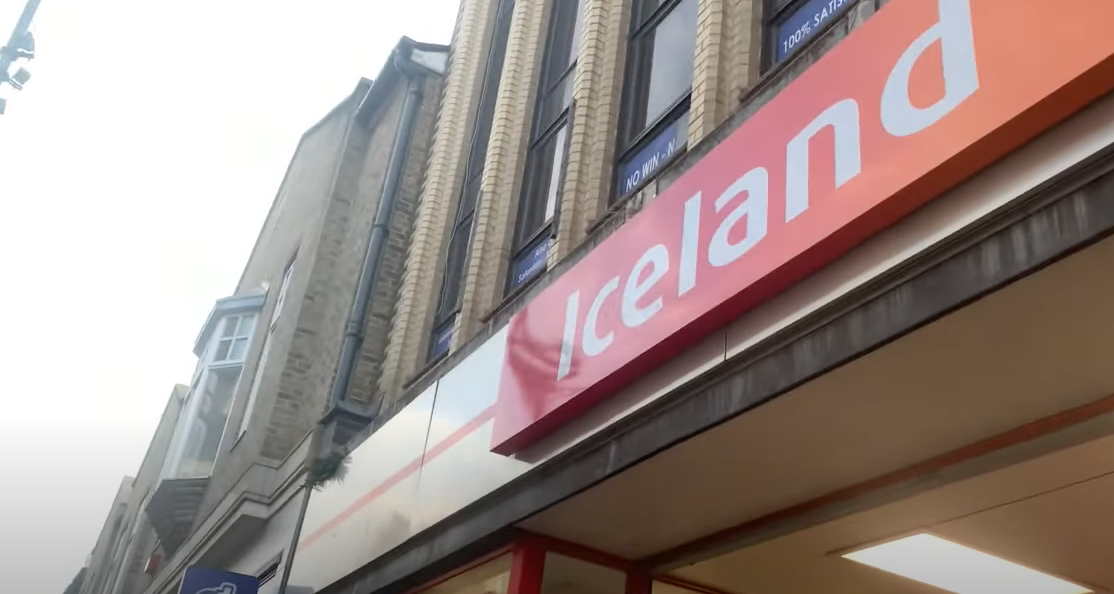 100% SATIS
NO WIN - N
Iceland